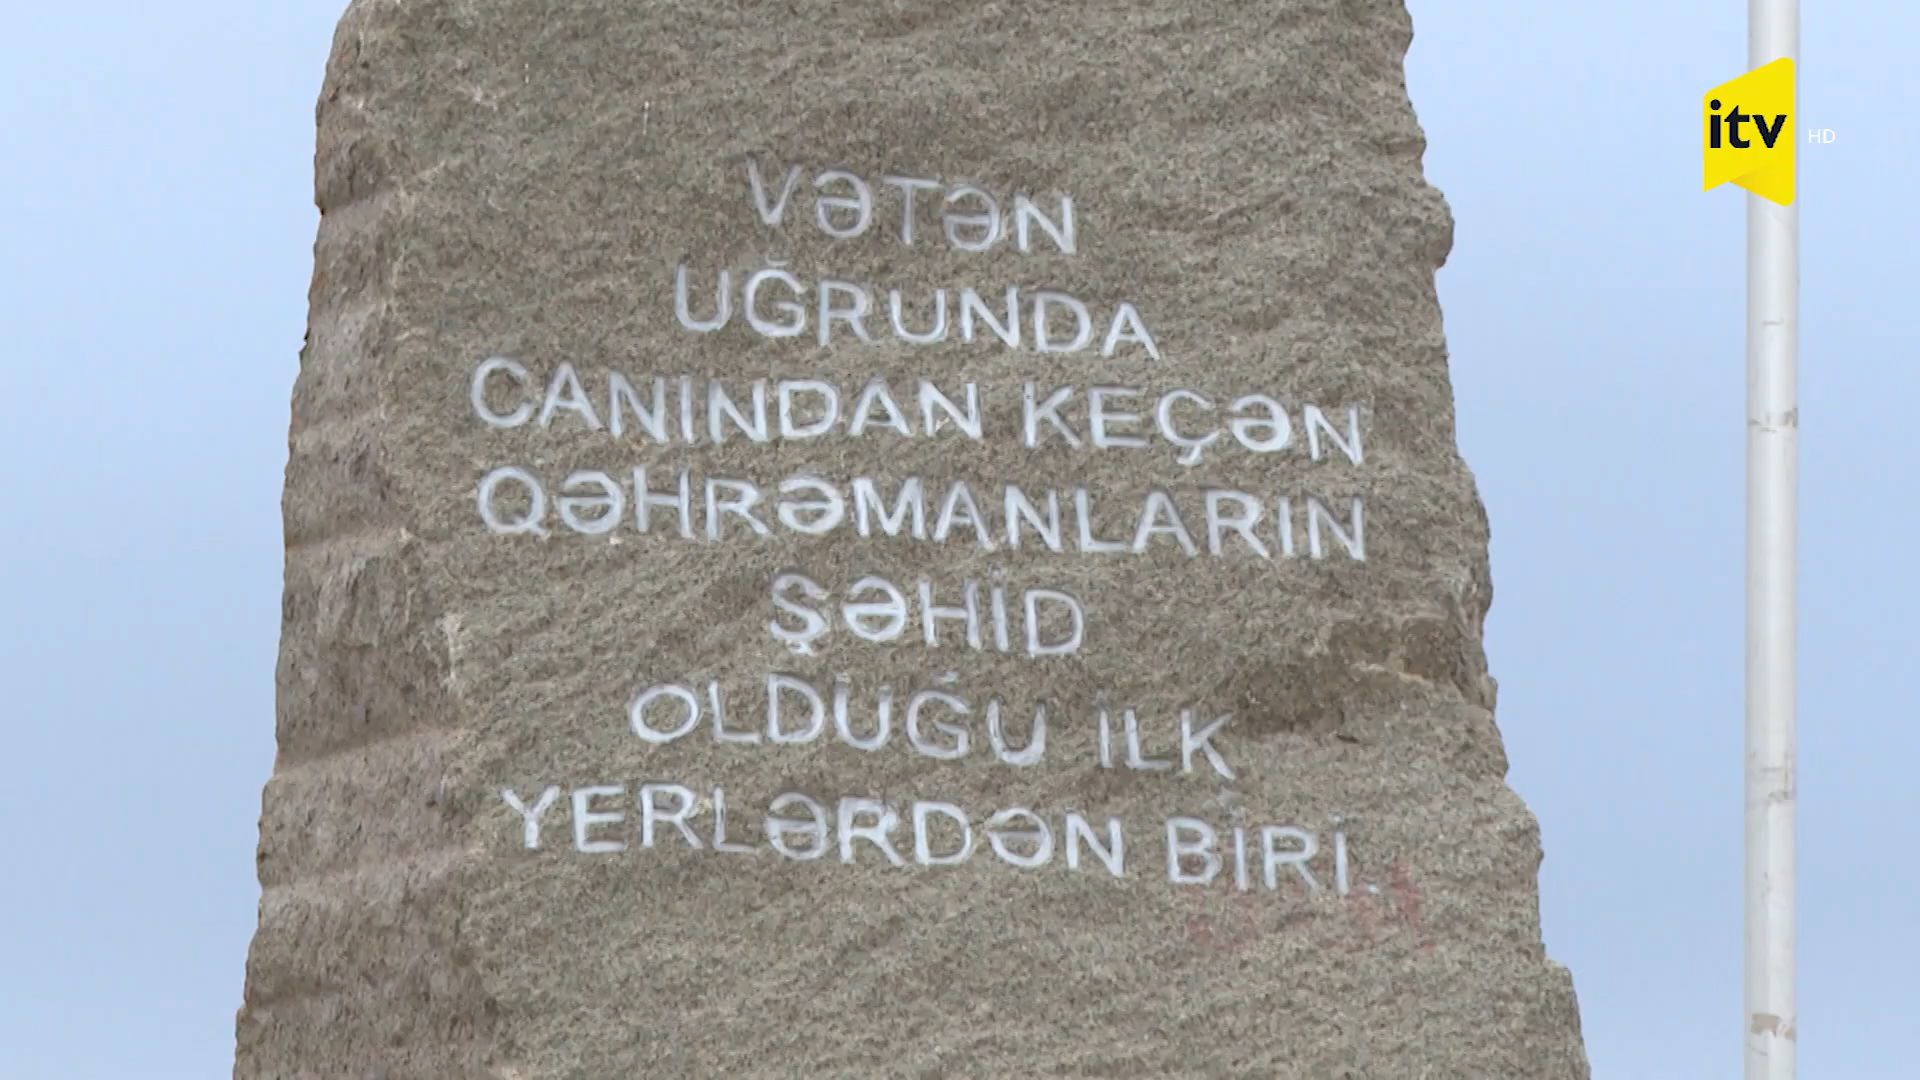 itv HD
VƏTƏN
UĞRUNDA
CANINDAN KEÇƏN
QƏHRƏMANLARIN
ŞƏHİD
OLDUĞU İLK
YERLƏRDƏN BİRİ.